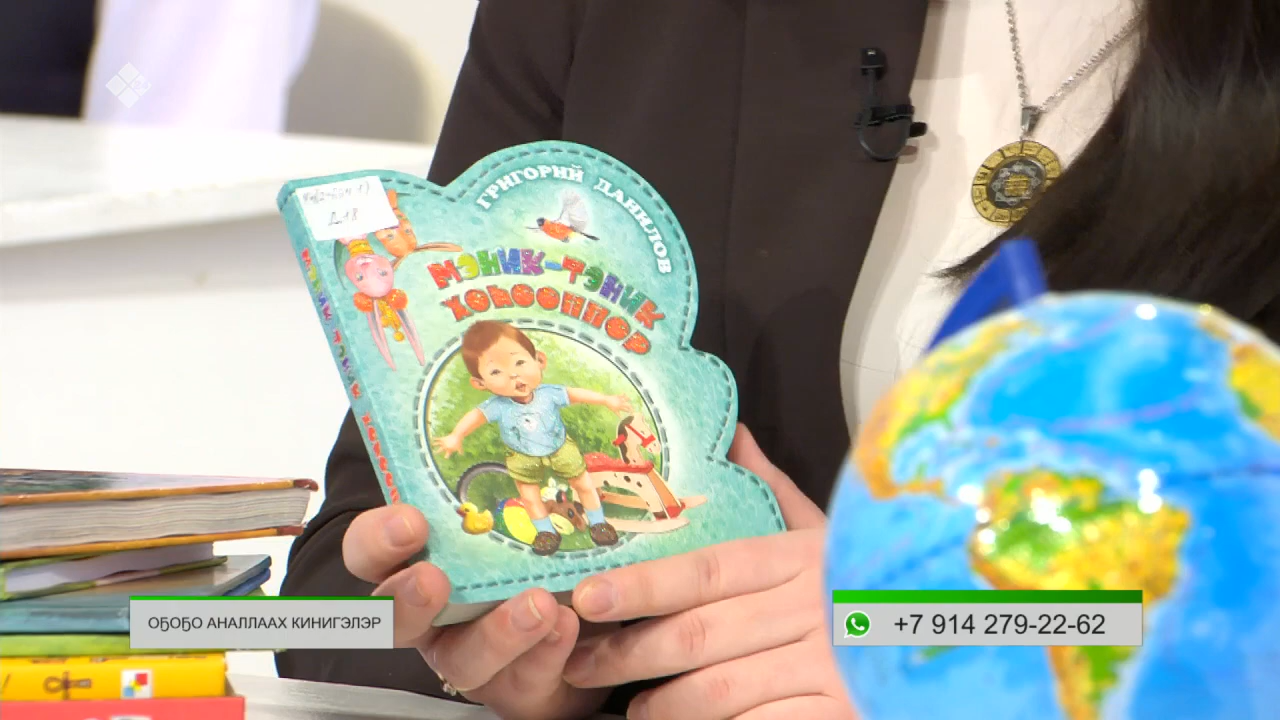 ГРИГОРИЙ ДАНИЛОВ
МЭНИК-ТЭНИК
ХОҺООННОР
ОҔОҔО АНАЛЛААХ КИНИГЭЛЭР
+7 914 279-22-62